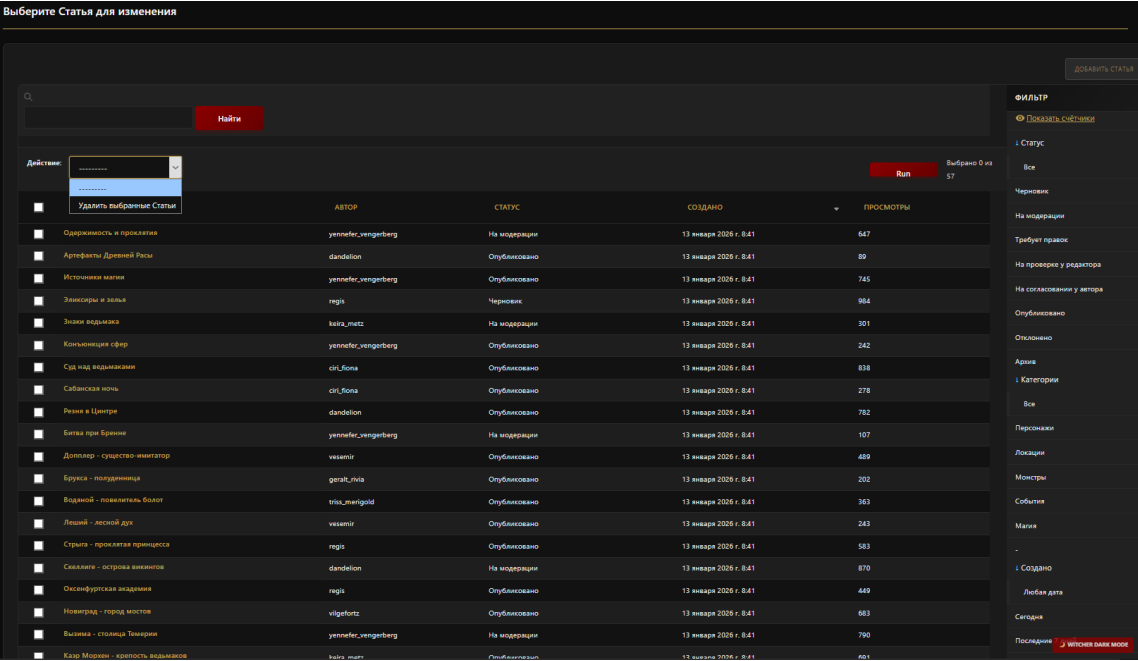 Выберите Статья для изменения
ДОБАВИТЬ СТАТЬЯ
Найти
Действие: ---------
---------
Удалить выбранные Статьи
Run
Выбрано 0 из 57
АВТОР СТАТУС СОЗДАНО ПРОСМОТРЫ
Одержимость и проклятия yennefer_vengerberg На модерации 13 января 2026 г. 8:41 647
Артефакты Древней Расы dandelion Опубликовано 13 января 2026 г. 8:41 89
Источники магии yennefer_vengerberg Опубликовано 13 января 2026 г. 8:41 745
Эликсиры и зелья regis Черновик 13 января 2026 г. 8:41 984
Знаки ведьмака keira_metz На модерации 13 января 2026 г. 8:41 301
Конъюнкция сфер yennefer_vengerberg Опубликовано 13 января 2026 г. 8:41 242
Суд над ведьмаками ciri_fiona Опубликовано 13 января 2026 г. 8:41 838
Сабанская ночь ciri_fiona Опубликовано 13 января 2026 г. 8:41 278
Резня в Цинтре dandelion Опубликовано 13 января 2026 г. 8:41 782
Битва при Бренне yennefer_vengerberg На модерации 13 января 2026 г. 8:41 107
Допплер - существо-имитатор vesemir Опубликовано 13 января 2026 г. 8:41 489
Брукса - полуденница geralt_rivia Опубликовано 13 января 2026 г. 8:41 202
Водяной - повелитель болот triss_merigold Опубликовано 13 января 2026 г. 8:41 363
Леший - лесной дух vesemir Опубликовано 13 января 2026 г. 8:41 243
Стрыга - проклятая принцесса regis Опубликовано 13 января 2026 г. 8:41 583
Скеллиге - острова викингов dandelion На модерации 13 января 2026 г. 8:41 870
Оксенфуртская академия regis Опубликовано 13 января 2026 г. 8:41 449
Новиград - город мостов vilgefortz Опубликовано 13 января 2026 г. 8:41 683
Вызима - столица Темерии yennefer_vengerberg На модерации 13 января 2026 г. 8:41 790
Каэр Морхен - крепость ведьмаков keira_metz Опубликовано 13 января 2026 г. 8:41 691
ФИЛЬТР
Показать счётчики
↓ Статус
Все
Черновик
На модерации
Требует правок
На проверке у редактора
На согласовании у автора
Опубликовано
Отклонено
Архив
↓ Категории
Все
Персонажи
Локации
Монстры
События
Магия
-
↓ Создано
Любая дата
Сегодня
Последние
WITCHER DARK MODE